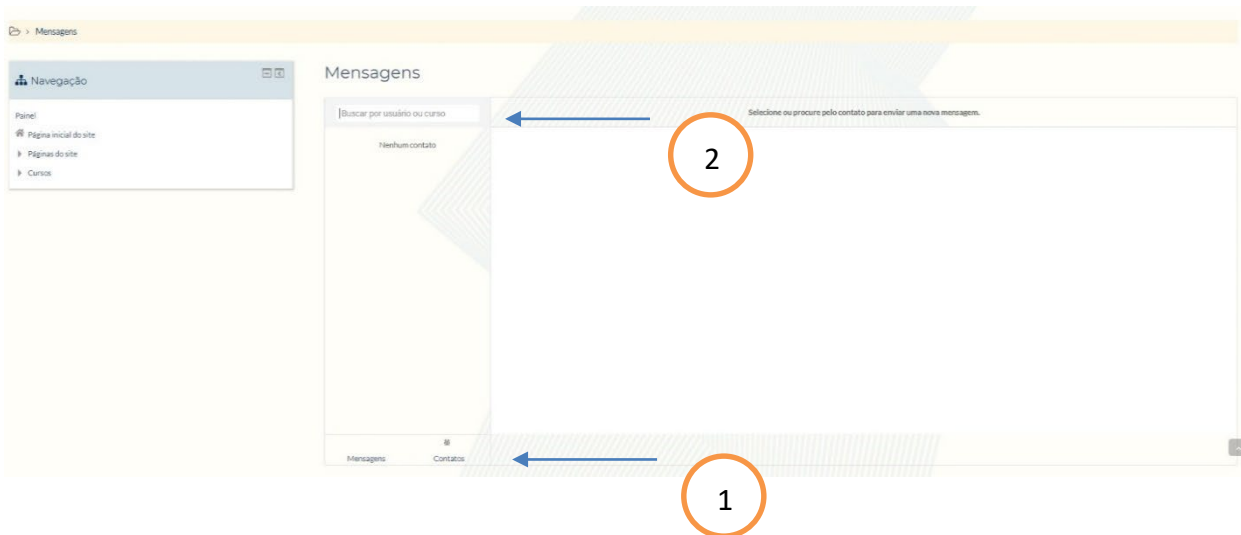 > Mensagens
Navegação
Painel
Página inicial do site
Páginas do site
Cursos
Mensagens
Buscar por usuário ou curso
Selecione ou procure pelo contato para enviar uma nova mensagem.
Nenhum contato
2
Mensagens Contatos
1